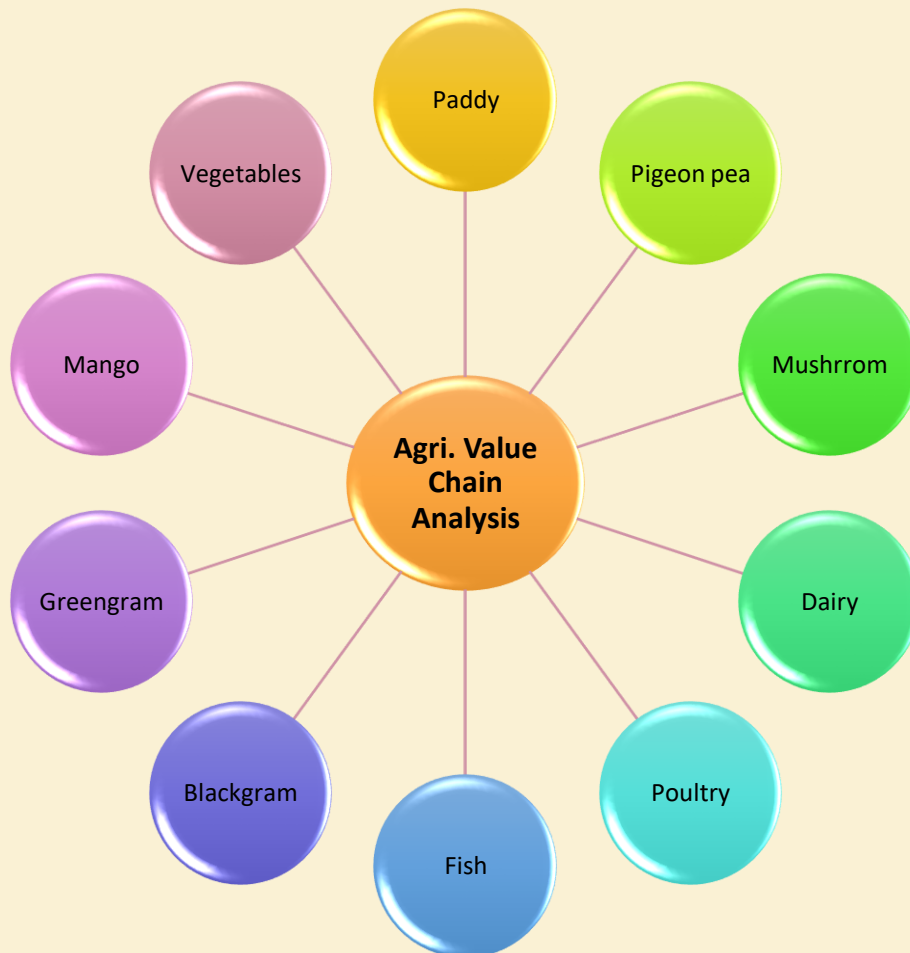 Paddy
Pigeon pea
Mushrrom
Dairy
Poultry
Fish
Blackgram
Greengram
Mango
Vegetables
Agri. Value
Chain
Analysis